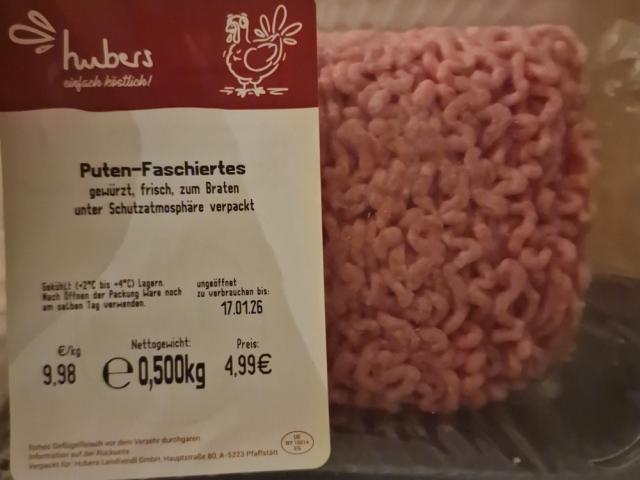 hubers
einfach köstlich!
Puten-Faschiertes
gewürzt, frisch, zum Braten
unter Schutzatmosphäre verpackt
Gekühlt (+2°C bis +4°C) lagern.
Nach Öffnen der Packung Ware noch
am selben Tag verwenden.
ungeöffnet
zu verbrauchen bis:
17.01.26
€/kg
9,98
Nettogewicht:
e 0,500kg
Preis:
4,99€
Rohes Geflügelfleisch vor dem Verzehr durchgaren
Information auf der Rückseite
Verpackt für: Hubers Landhendl GmbH, Hauptstraße 80, A-5223 Pfaffstätt
DE
BY
EG